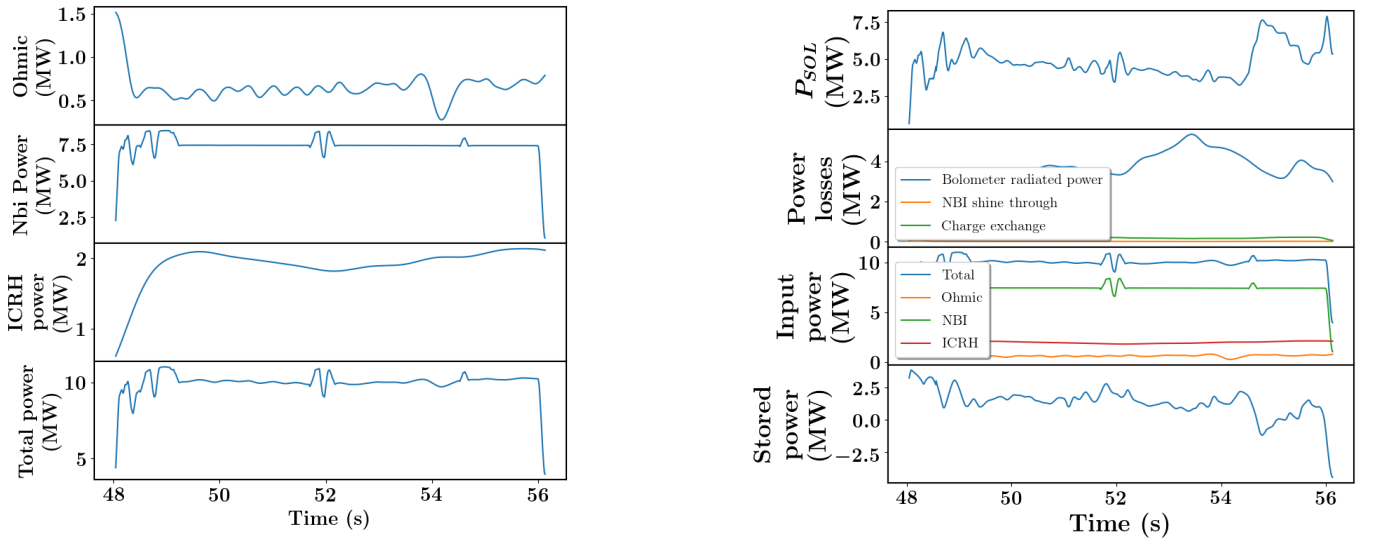 1.5
1.0
0.5
Ohmic
(MW)
7.5
5.0
2.5
Nbi Power
(MW)
2
1
ICRH
power
(MW)
10
5
Total power
(MW)
48 50 52 54 56
Time (s)
7.5
5.0
2.5
P_SOL
(MW)
4
2
0
Power
losses
(MW)
Bolometer radiated power
NBI shine through
Charge exchange
10
5
0
Input
power
(MW)
Total
Ohmic
NBI
ICRH
2.5
0.0
−2.5
Stored
power
(MW)
48 50 52 54 56
Time (s)